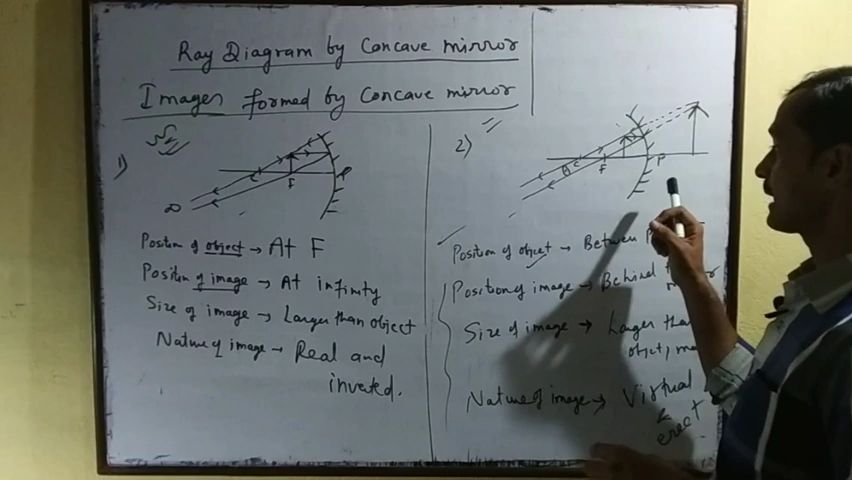 Ray Diagram by Concave mirror
Images formed by Concave mirror
1)
C
F
P
∞
Position of object → At F
Position of image → At infinity
Size of image → Larger than object
Nature of image → Real and
inverted.
2)
C
F
P
Position of object → Between
Position of image → Behind
Size of image → Larger than
object,
Nature of image → Virtual
&
erect